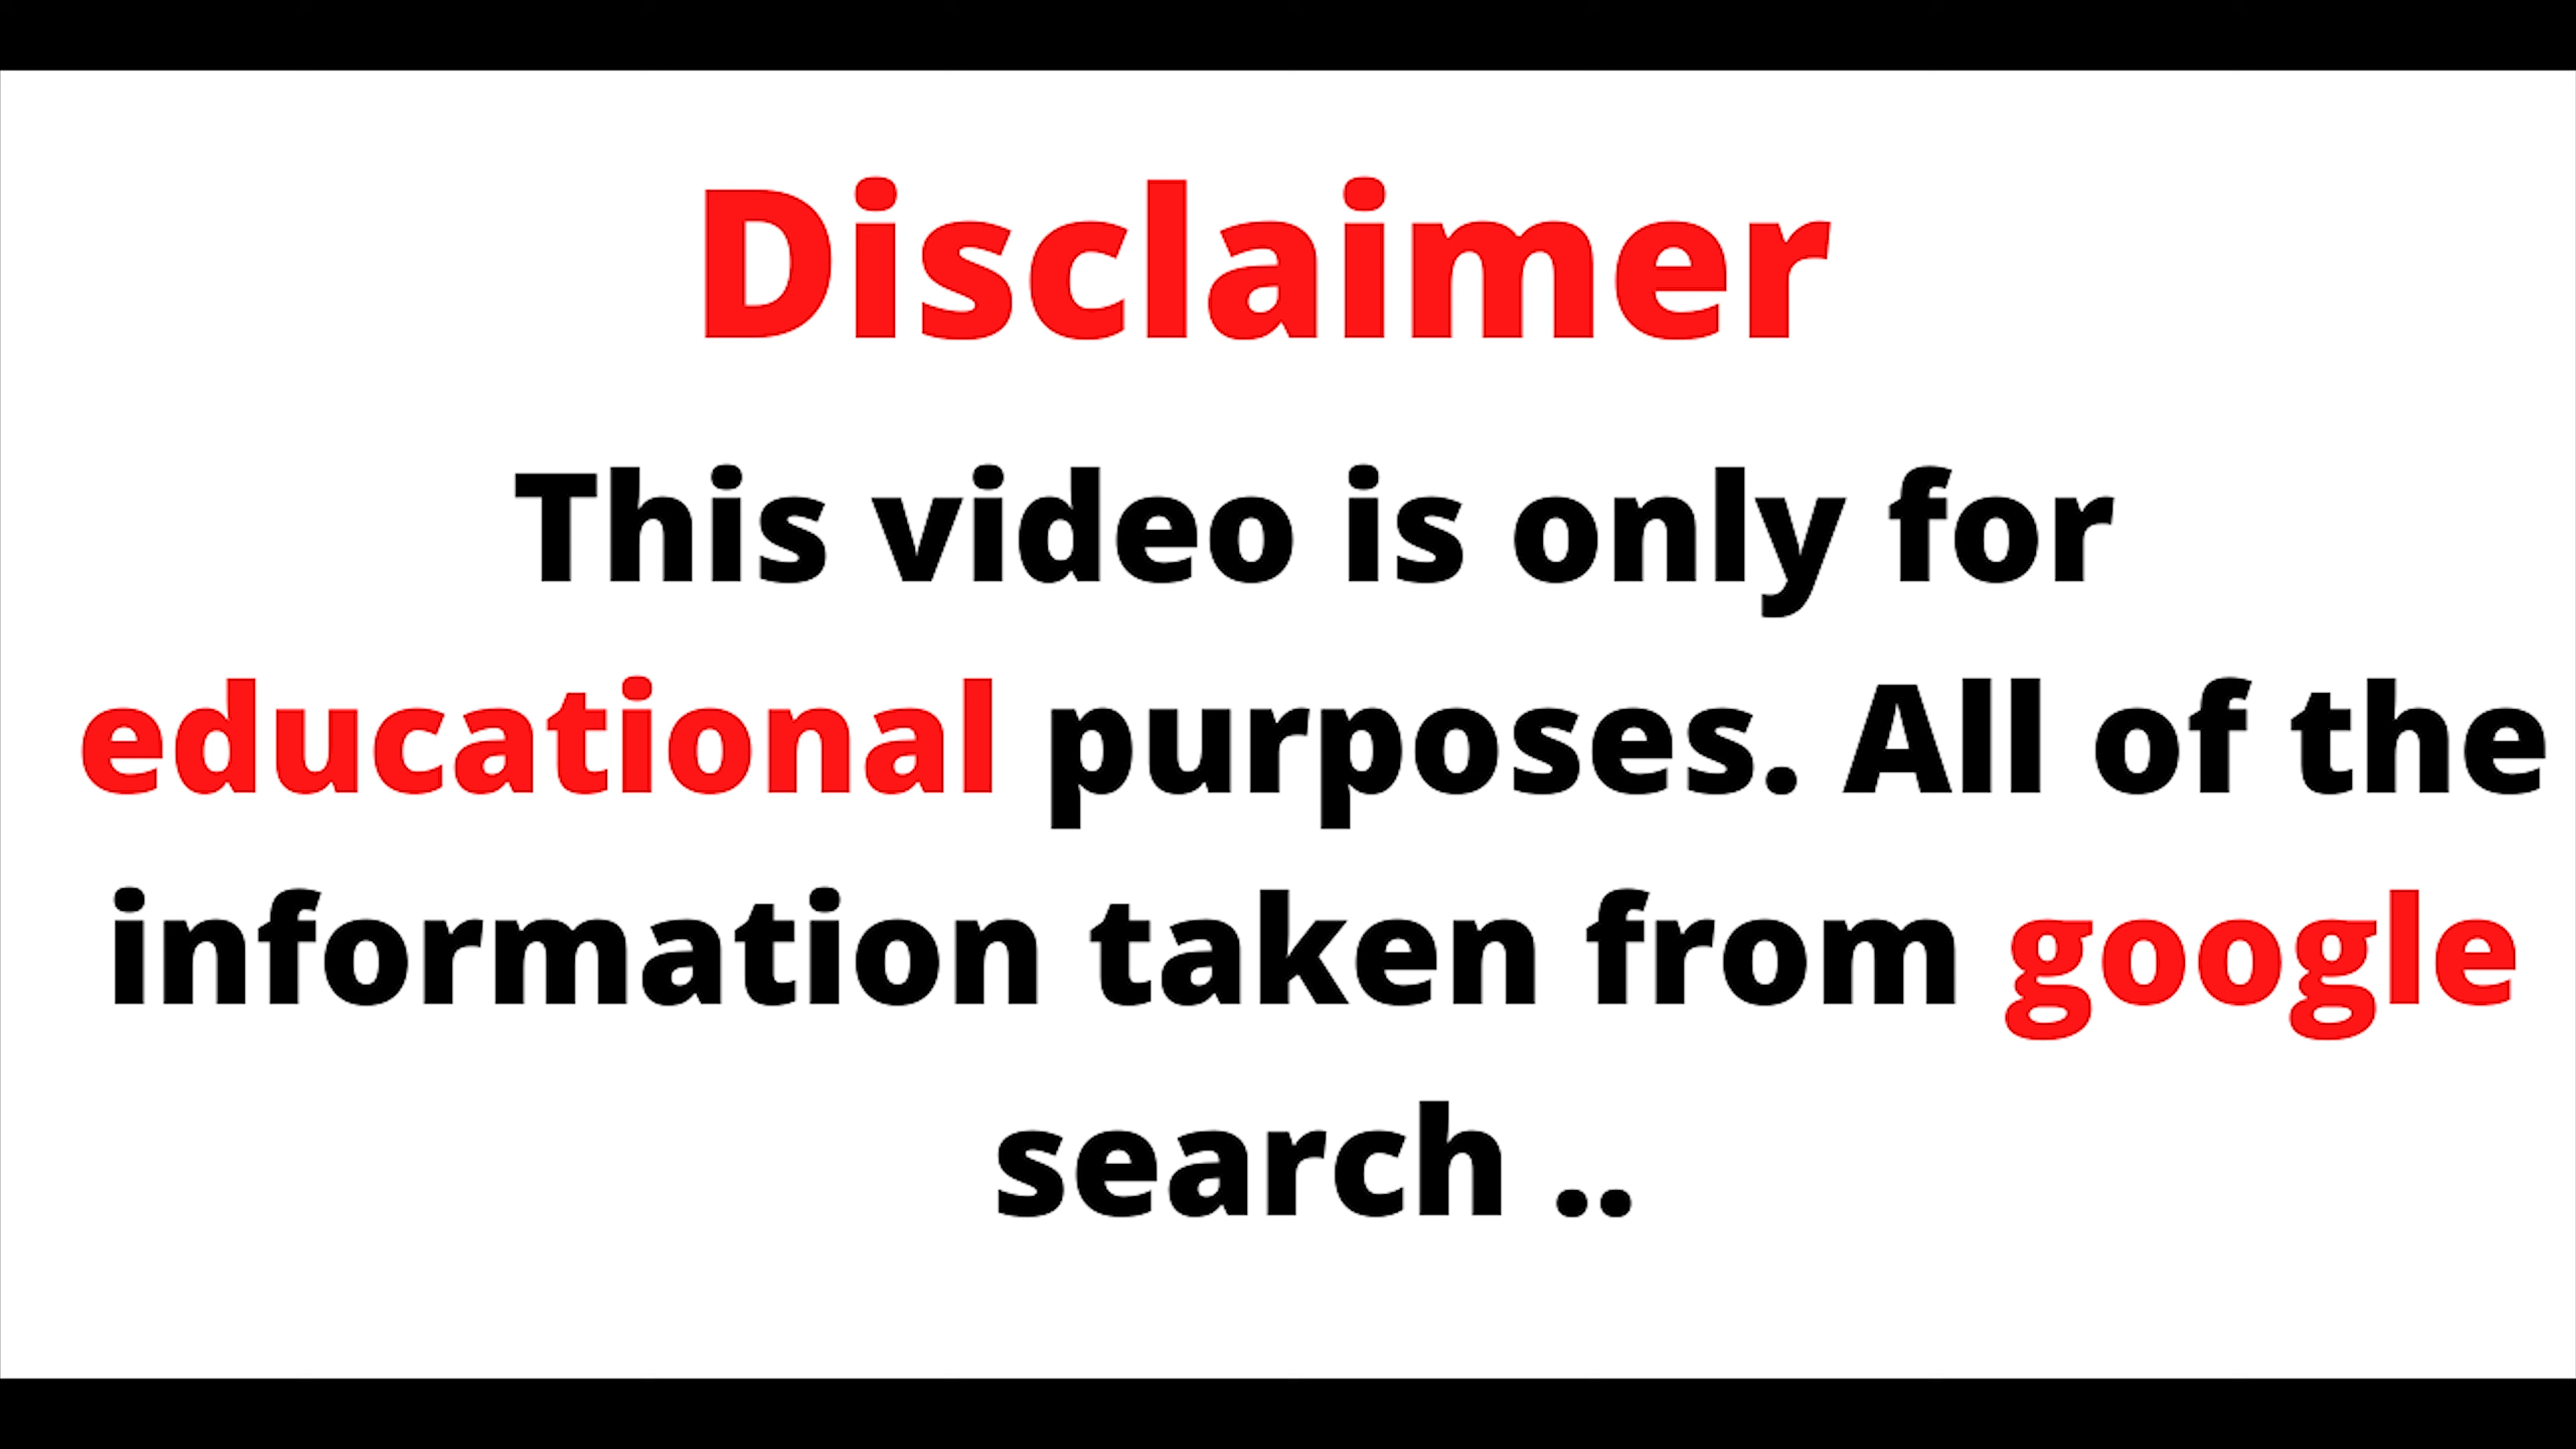 Disclaimer
This video is only for
educational purposes. All of the
information taken from google
search ..